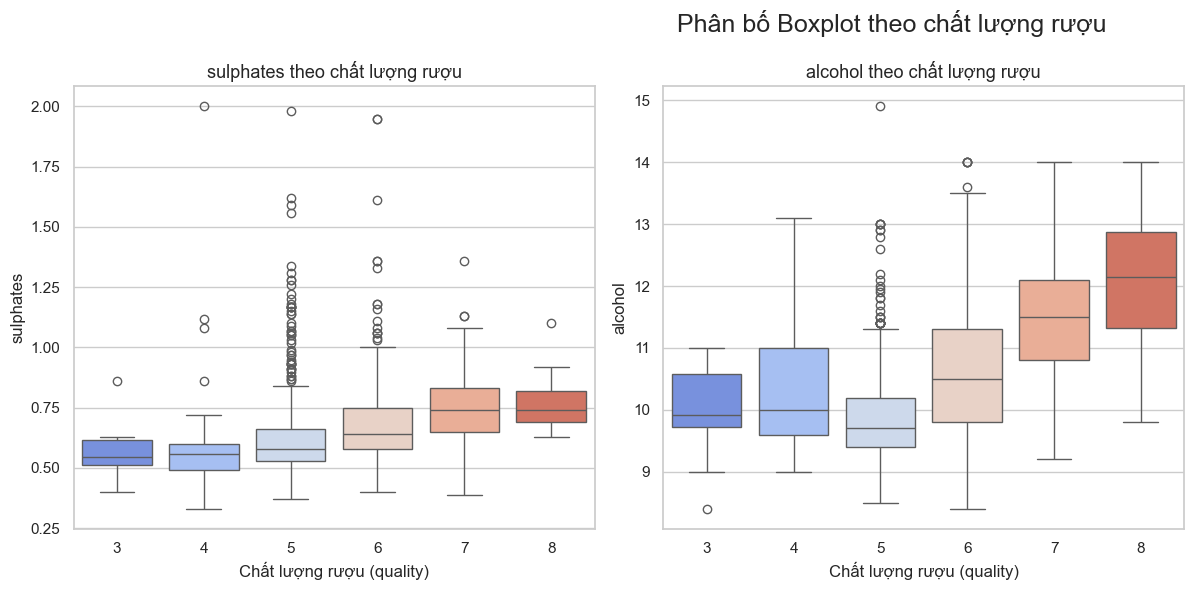 Phân bố Boxplot theo chất lượng rượu
sulphates theo chất lượng rượu
sulphates
2.00
1.75
1.50
1.25
1.00
0.75
0.50
0.25
3 4 5 6 7 8
Chất lượng rượu (quality)
alcohol theo chất lượng rượu
alcohol
15
14
13
12
11
10
9
3 4 5 6 7 8
Chất lượng rượu (quality)